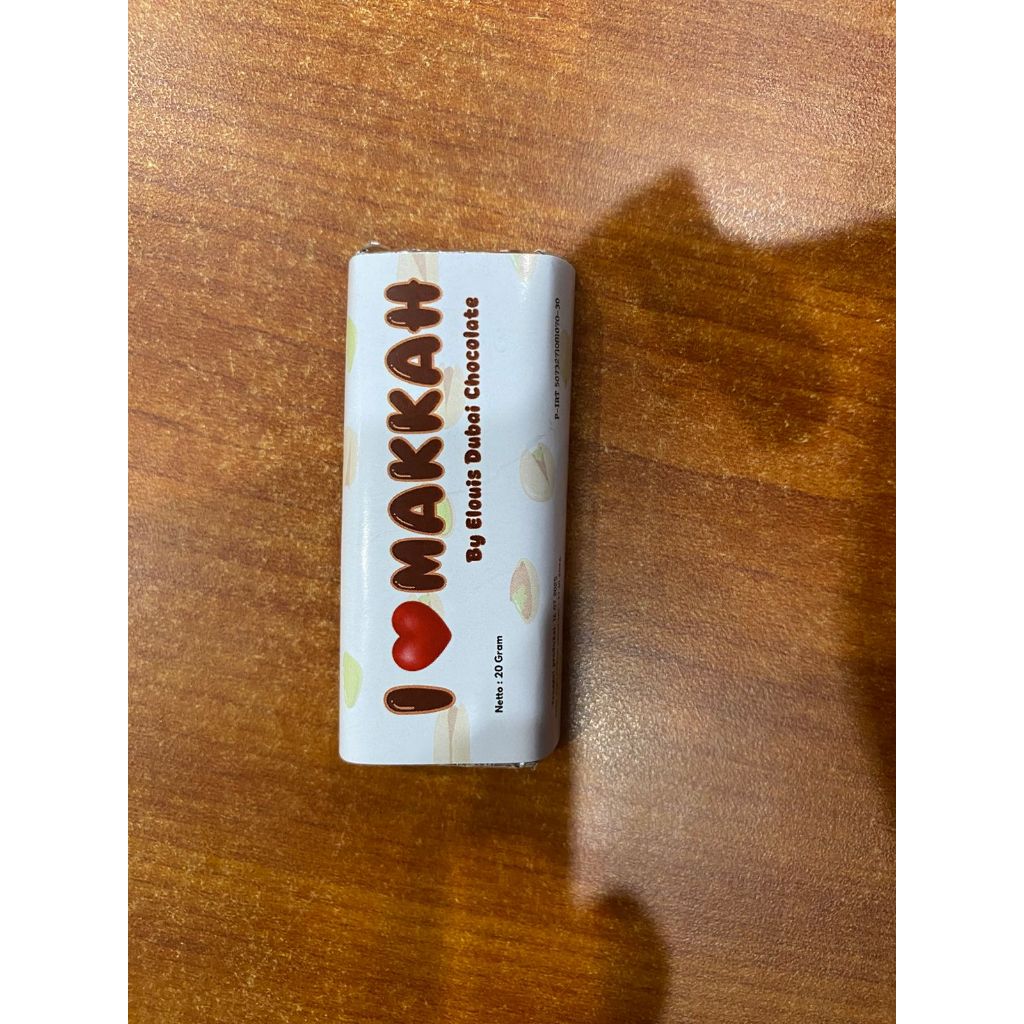 I ❤ MAKKAH
By Elouis Dubai Chocolate
Netto : 20 Gram